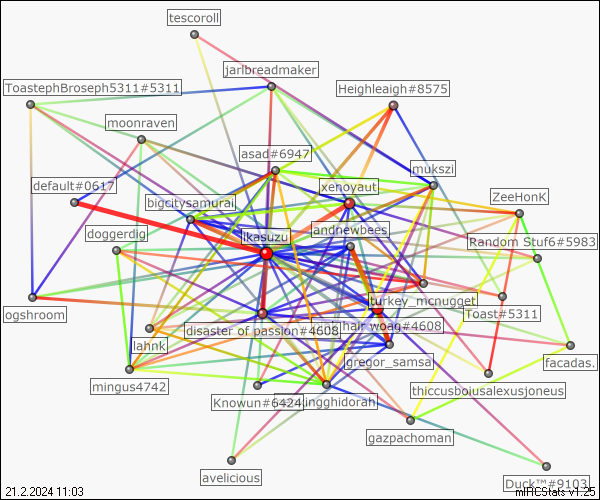 tescoroll
jarlbreadmaker
ToastephBroseph5311#5311
Heighleaigh#8575
moonraven
asad#6947
mukszi
default#0617
xenoyaut
bigcitysamurai
ZeeHonK
andnewbees
doggerdig
ikasuzu
Random Stuf6#5983
turkey_mcnugget
ogshroom
Toast#5311
disaster of passion#4608
hair woag#4608
lahnk
jgregor_samsa
facadas.
mingus4742
thiccusboiusalexusjoneus
Knowun#6424
ingghidorah
gazpachoman
avelicious
Duck™#9103
21.2.2024 11:03
mIRCStats v1.25